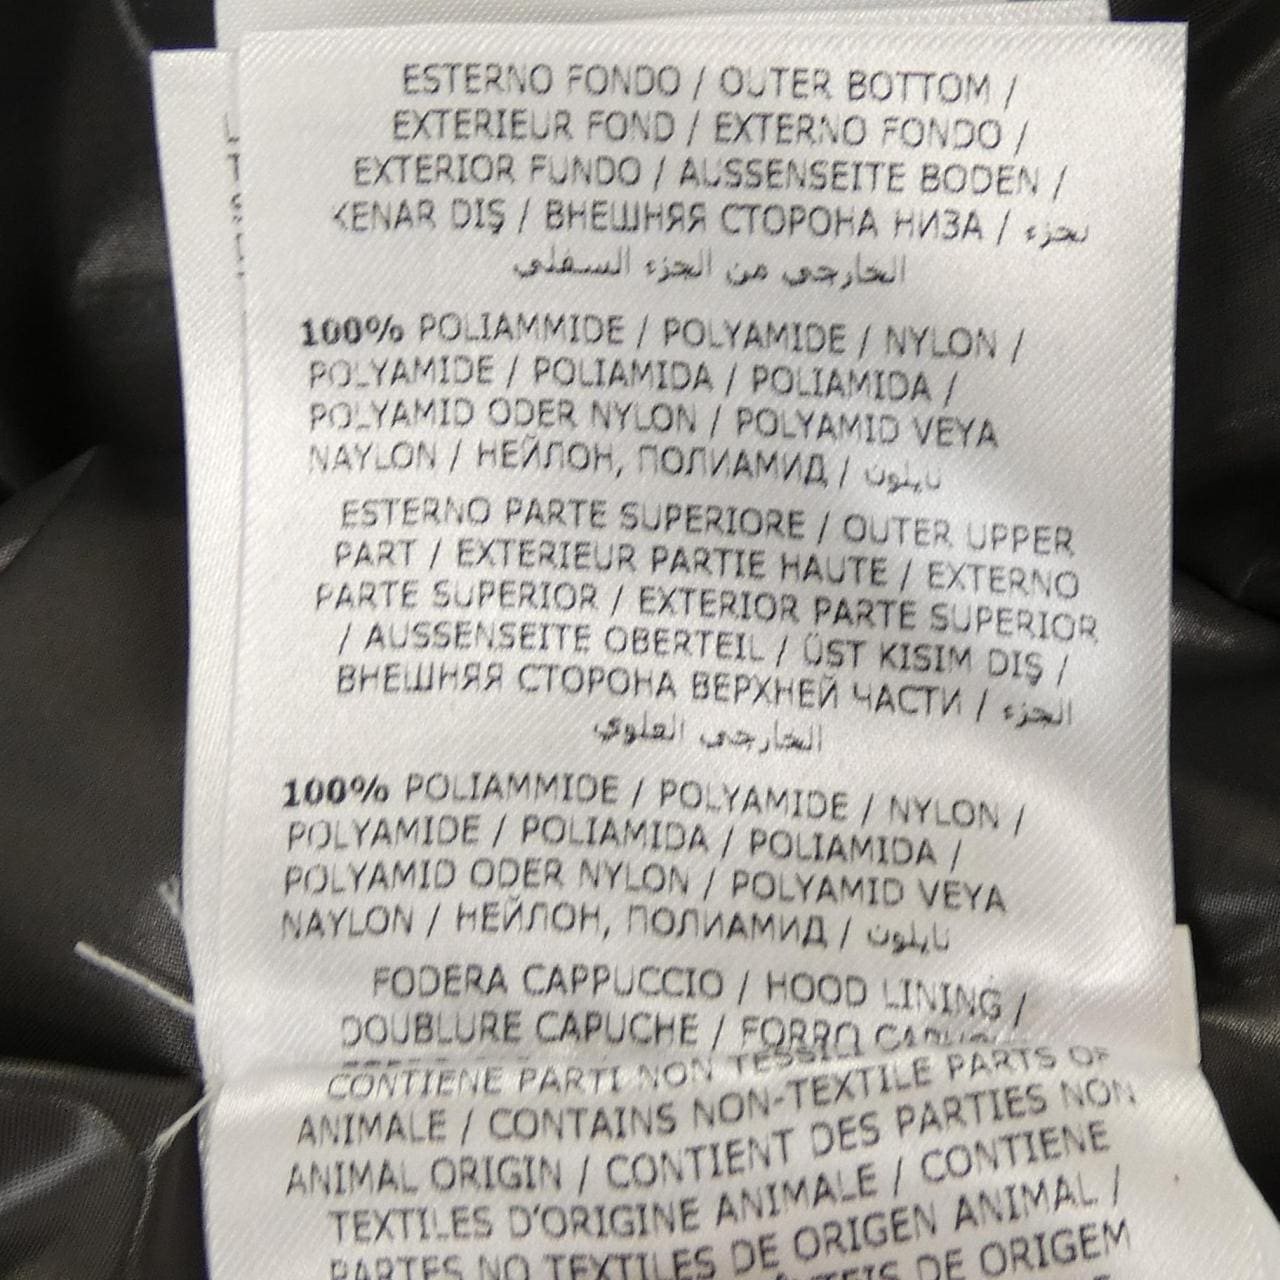 ESTERNO FONDO / OUTER BOTTOM /
EXTERIEUR FOND / EXTERNO FONDO /
EXTERIOR FUNDO / AUSSENSEITE BODEN /
KENAR DIŞ / ВНЕШНЯЯ СТОРОНА НИЗА / لجزء
الخارجي من الجزء السفلي
100% POLIAMMIDE / POLYAMIDE / NYLON /
POLYAMIDE / POLIAMIDA / POLIAMIDA /
POLYAMID ODER NYLON / POLYAMID VEYA
NAYLON / НЕЙЛОН, ПОЛИАМИД / نايلون
ESTERNO PARTE SUPERIORE / OUTER UPPER
PART / EXTERIEUR PARTIE HAUTE / EXTERNO
PARTE SUPERIOR / EXTERIOR PARTE SUPERIOR
/ AUSSENSEITE OBERTEIL / ÜST KISIM DIŞ /
ВНЕШНЯЯ СТОРОНА ВЕРХНЕЙ ЧАСТИ / الجزء
الخارجي العلوي
100% POLIAMMIDE / POLYAMIDE / NYLON /
POLYAMIDE / POLIAMIDA / POLIAMIDA /
POLYAMID ODER NYLON / POLYAMID VEYA
NAYLON / НЕЙЛОН, ПОЛИАМИД / نايلون
FODERA CAPPUCCIO / HOOD LINING /
DOUBLURE CAPUCHE / FORRO
CONTIENE PARTI NON TESSILI
ANIMALE / CONTAINS NON-TEXTILE PARTS OF
ANIMAL ORIGIN / CONTIENT DES PARTIES NON
TEXTILES D'ORIGINE ANIMALE / CONTIENE
PARTES NO TEXTILES DE ORIGEN ANIMAL /
DE ORIGEM